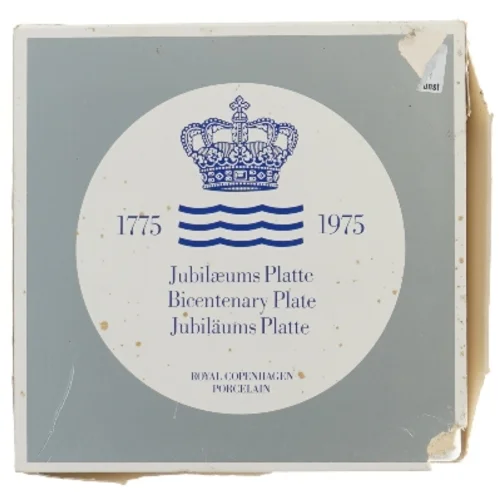 1775 1975
Jubilæums Platte
Bicentenary Plate
Jubiläums Platte
ROYAL COPENHAGEN
PORCELAIN